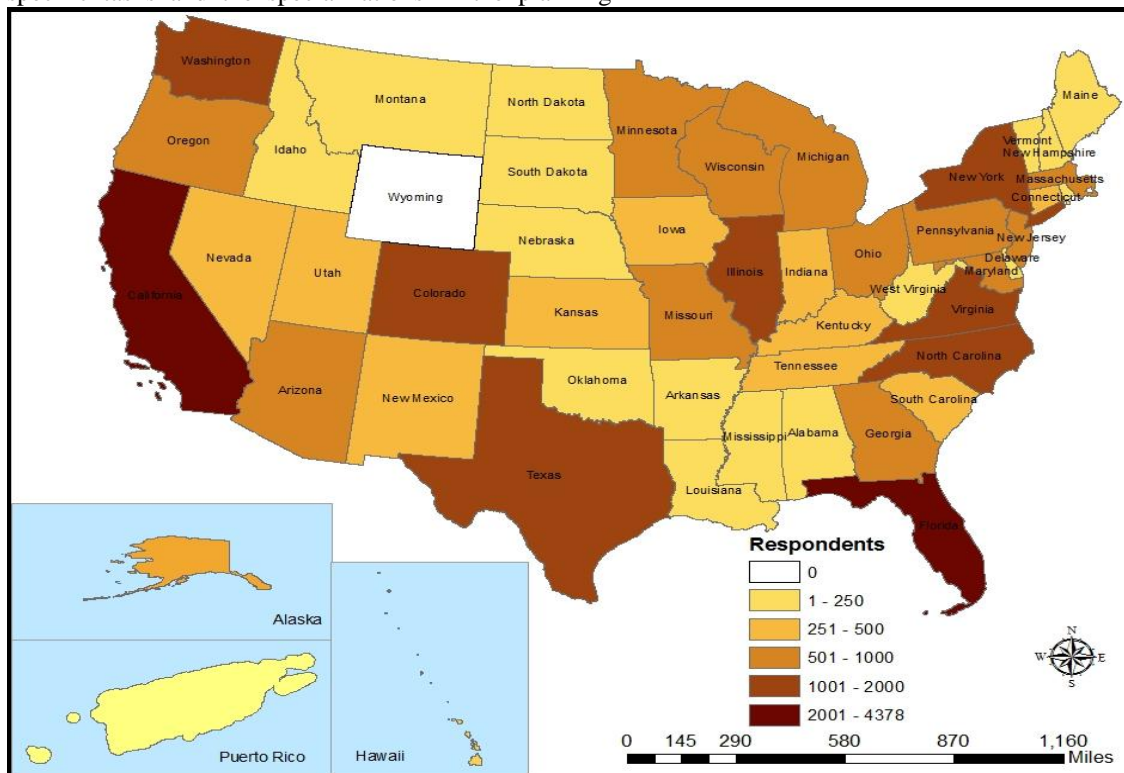 Washington
Montana
North Dakota
Minnesota
Maine
Oregon
Idaho
South Dakota
Wisconsin
Michigan
Vermont
New Hampshire
New York
Massachusetts
Connecticut
Wyoming
Nebraska
Iowa
Pennsylvania
New Jersey
Nevada
Utah
Colorado
Illinois
Indiana
Ohio
Delaware
Maryland
West Virginia
Virginia
California
Kansas
Missouri
Kentucky
Arizona
New Mexico
Oklahoma
Arkansas
Tennessee
North Carolina
South Carolina
Texas
Louisiana
Mississippi
Alabama
Georgia
Florida
Respondents
0
1 - 250
251 - 500
501 - 1000
1001 - 2000
2001 - 4378
Alaska
Puerto Rico
Hawaii
N
W E
S
0 145 290 580 870 1,160
Miles